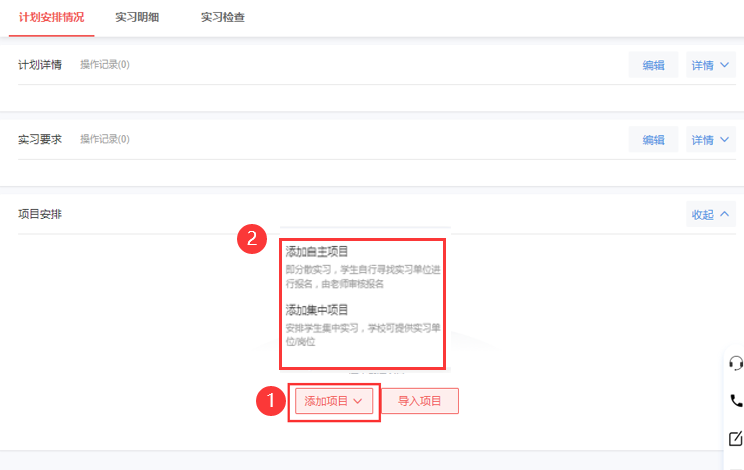 计划安排情况 实习明细 实习检查
计划详情 操作记录(0) 编辑 详情
实习要求 操作记录(0) 编辑 详情
项目安排 收起
2
添加自主项目
即分散实习，学生自行寻找实习单位进
行报名，由老师审核报名
添加集中项目
安排学生集中实习，学校可提供实习单
位/岗位
1 添加项目 导入项目